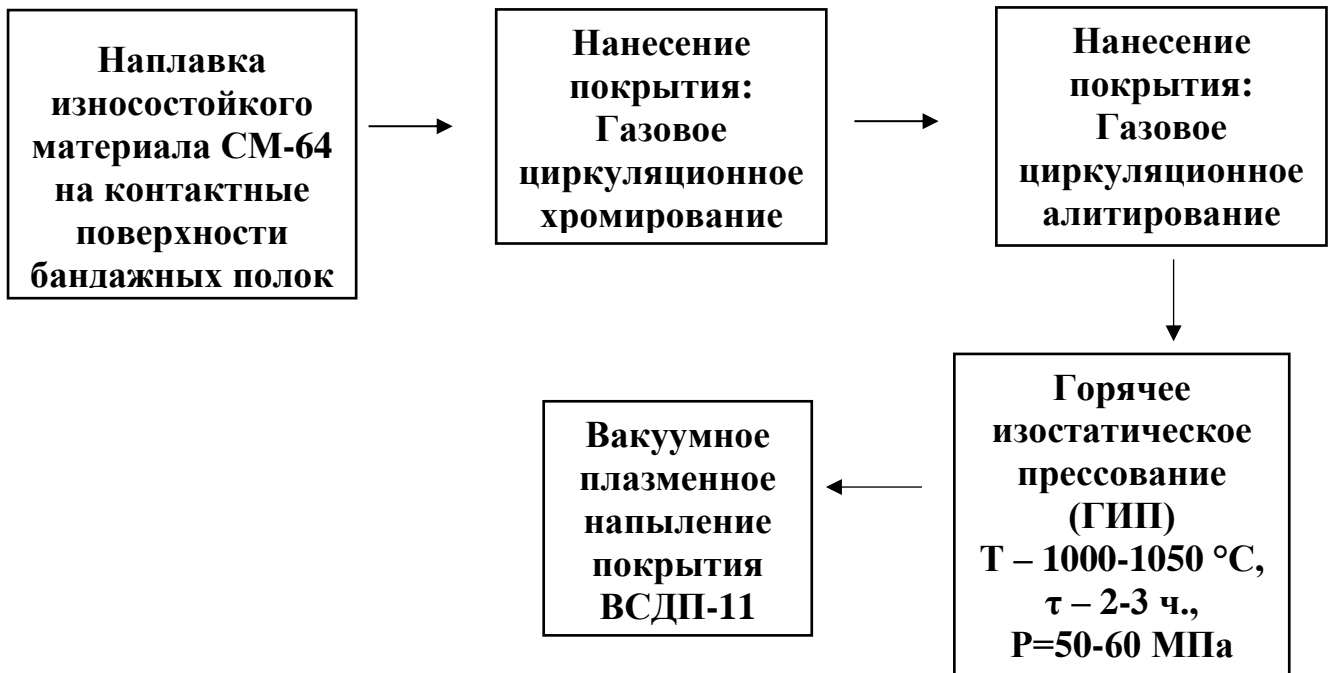 Наплавка
износостойкого
материала СМ-64
на контактные
поверхности
бандажных полок
Нанесение
покрытия:
Газовое
циркуляционное
хромирование
Нанесение
покрытия:
Газовое
циркуляционное
алитирование
Горячее
изостатическое
прессование
(ГИП)
Т – 1000-1050 °С,
τ – 2-3 ч.,
Р=50-60 МПа
Вакуумное
плазменное
напыление
покрытия
ВСДП-11